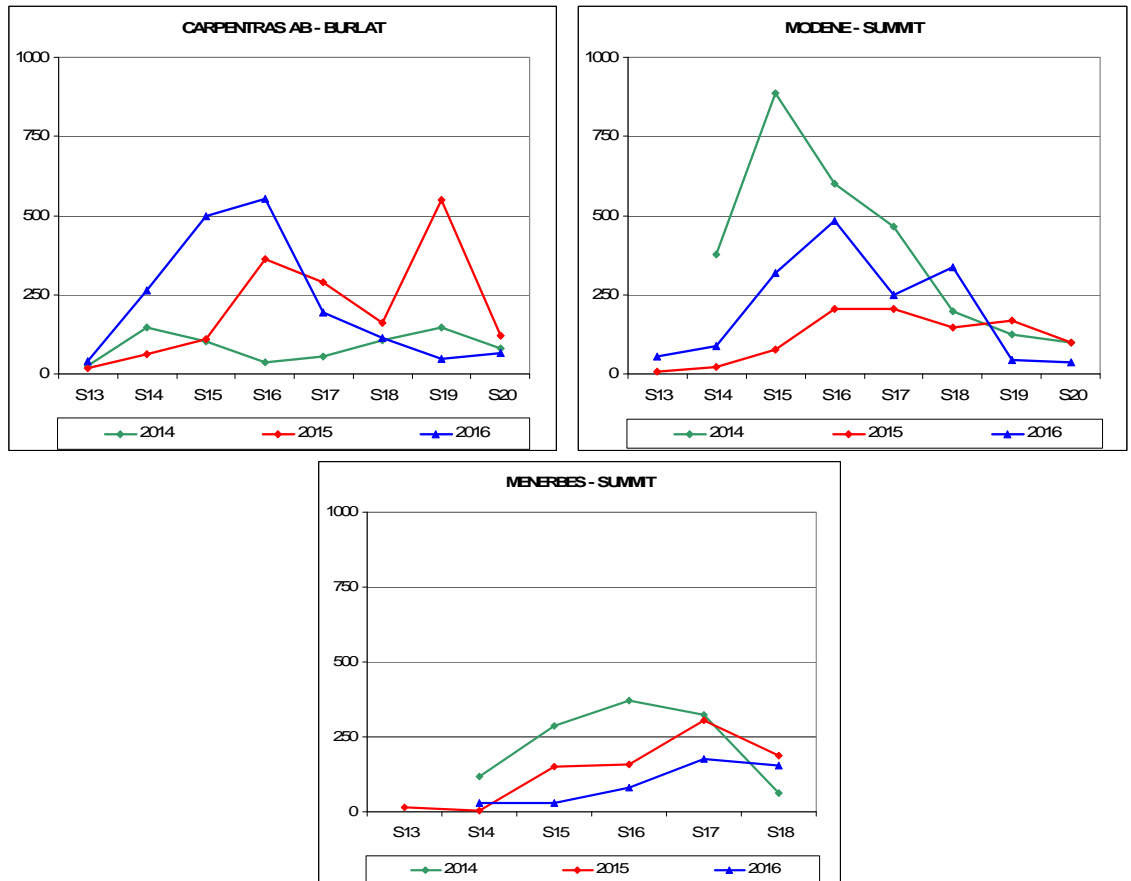 CARPENTRAS AB - BURLAT
1000
750
500
250
0
S13 S14 S15 S16 S17 S18 S19 S20
2014 2015 2016
MODENE - SUMMIT
1000
750
500
250
0
S13 S14 S15 S16 S17 S18 S19 S20
2014 2015 2016
MENERBES - SUMMIT
1000
750
500
250
0
S13 S14 S15 S16 S17 S18
2014 2015 2016